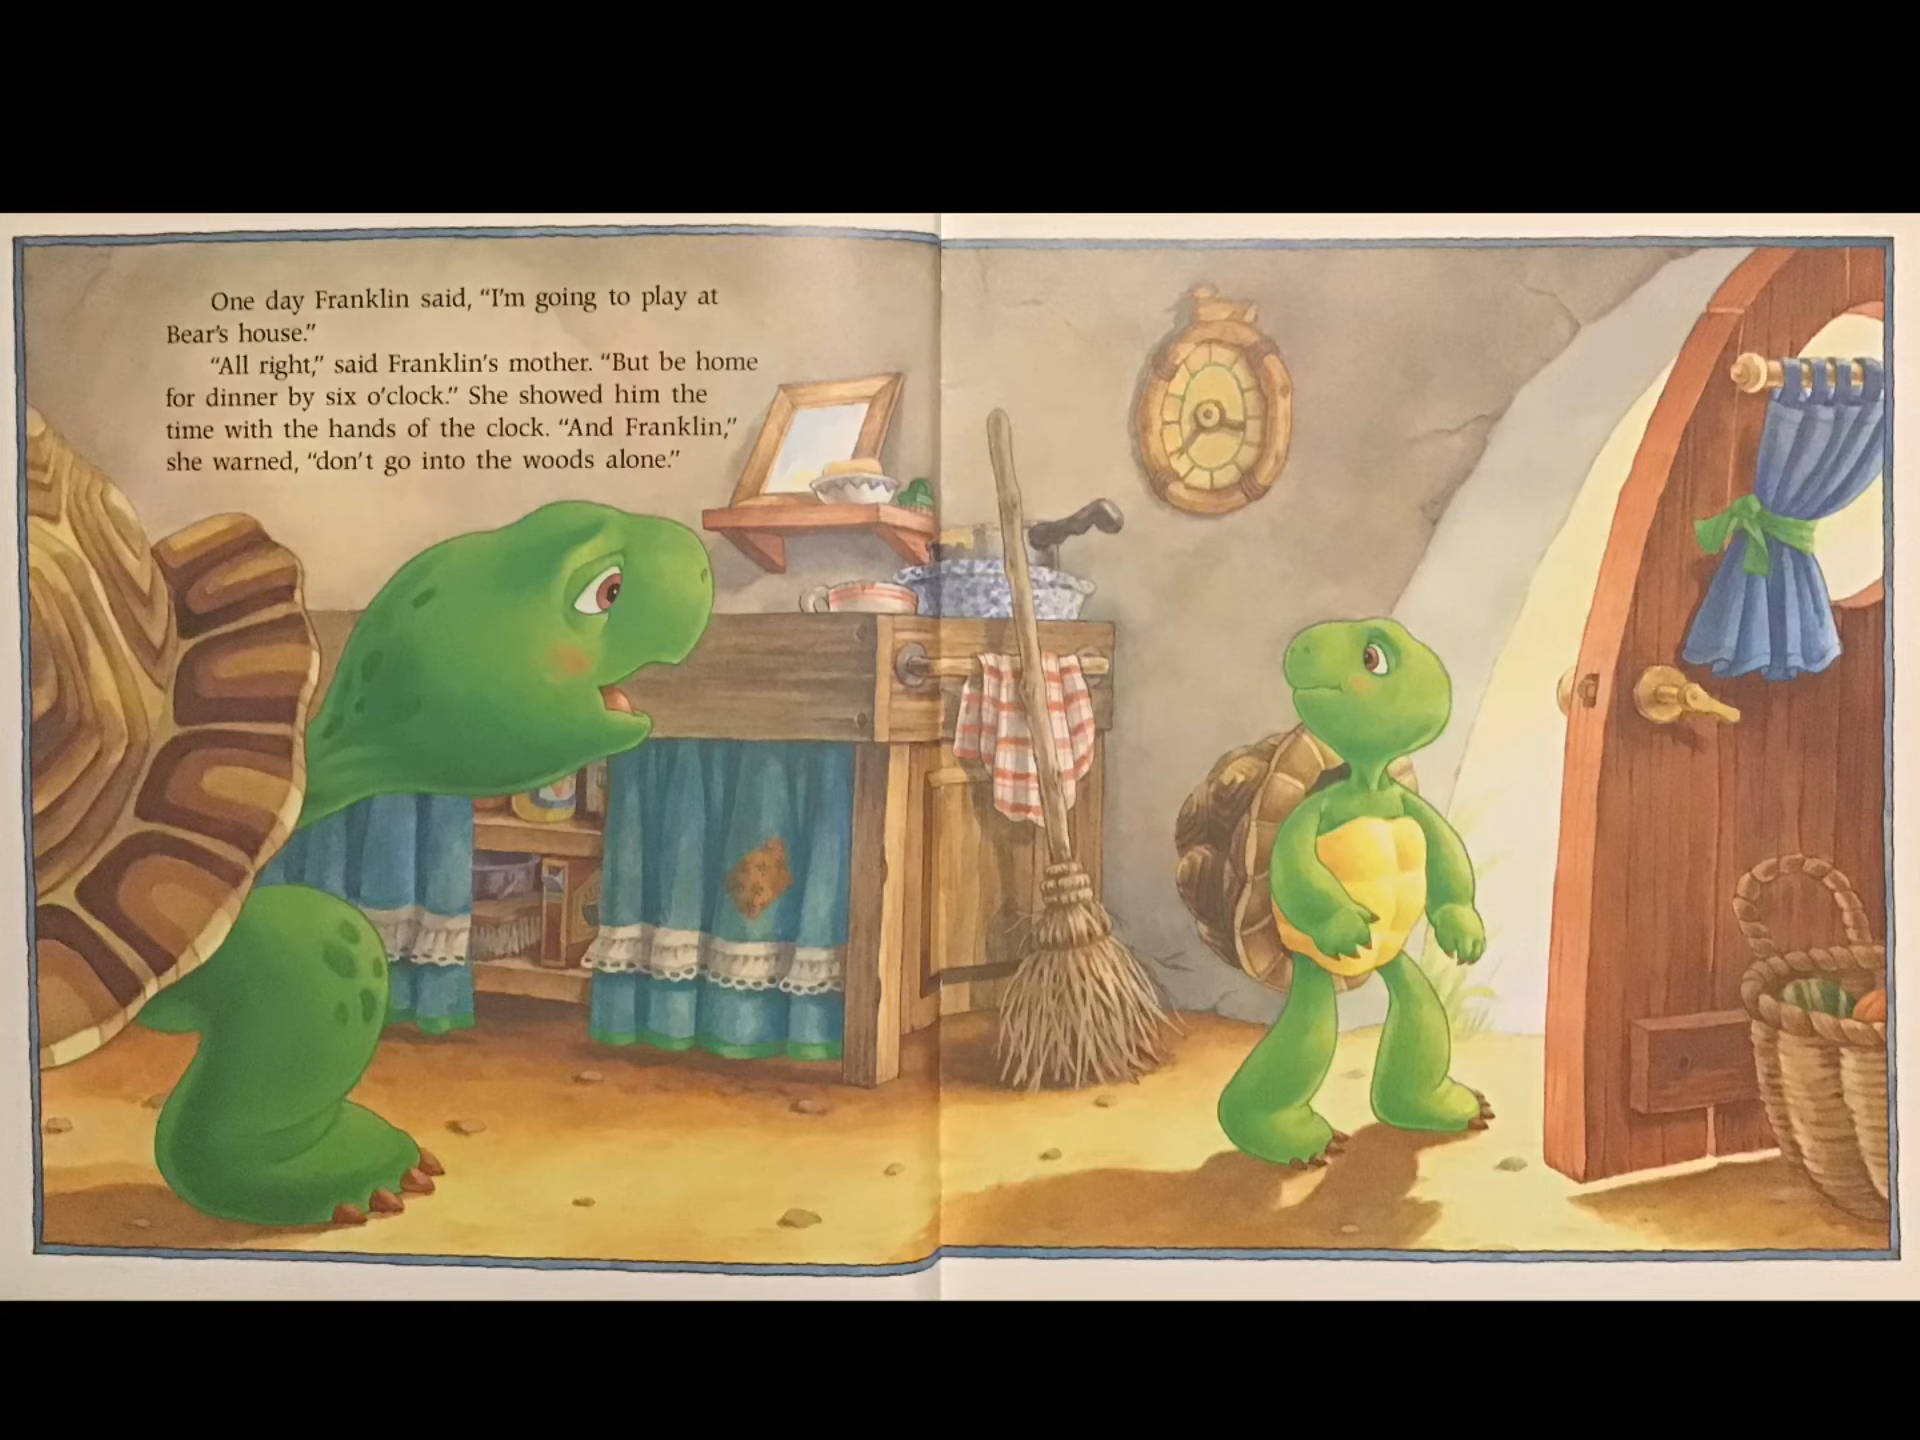 One day Franklin said, “I’m going to play at
Bear’s house.”
“All right,” said Franklin’s mother. “But be home
for dinner by six o’clock.” She showed him the
time with the hands of the clock. “And Franklin,”
she warned, “don’t go into the woods alone.”